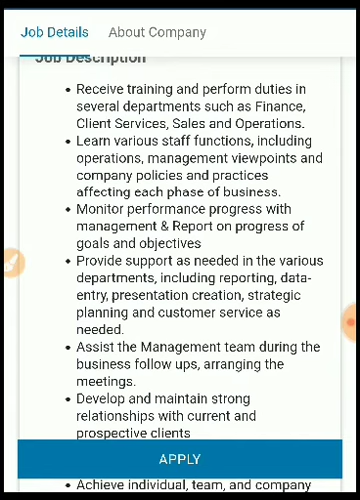 Job Details About Company
Job Description
• Receive training and perform duties in
several departments such as Finance,
Client Services, Sales and Operations.
• Learn various staff functions, including
operations, management viewpoints and
company policies and practices
affecting each phase of business.
• Monitor performance progress with
management & Report on progress of
goals and objectives
• Provide support as needed in the various
departments, including reporting, data-
entry, presentation creation, strategic
planning and customer service as
needed.
• Assist the Management team during the
business follow ups, arranging the
meetings.
• Develop and maintain strong
relationships with current and
prospective clients
APPLY
• Achieve individual, team, and company